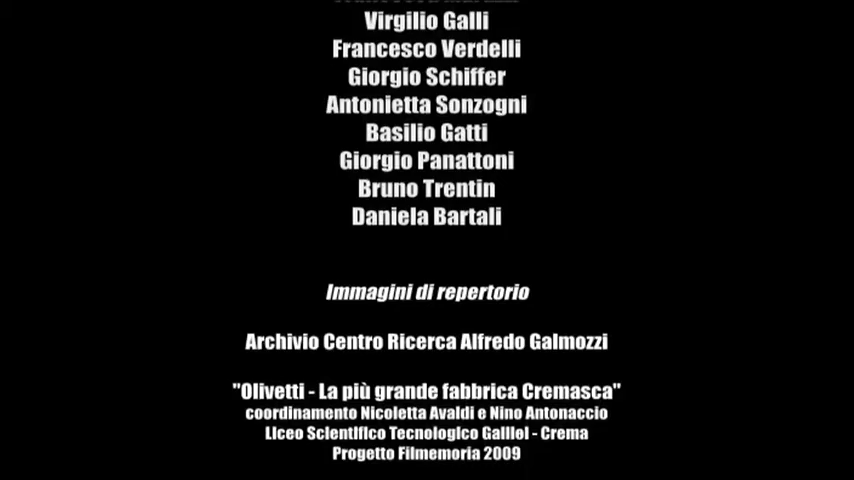 Virgilio Galli
Francesco Verdelli
Giorgio Schiffer
Antonietta Sonzogni
Basilio Gatti
Giorgio Panattoni
Bruno Trentin
Daniela Bartali
Immagini di repertorio
Archivio Centro Ricerca Alfredo Galmozzi
"Olivetti - La più grande fabbrica Cremasca"
coordinamento Nicoletta Avaldi e Nino Antonaccio
Liceo Scientifico Tecnologico Galilei - Crema
Progetto Filmemoria 2009